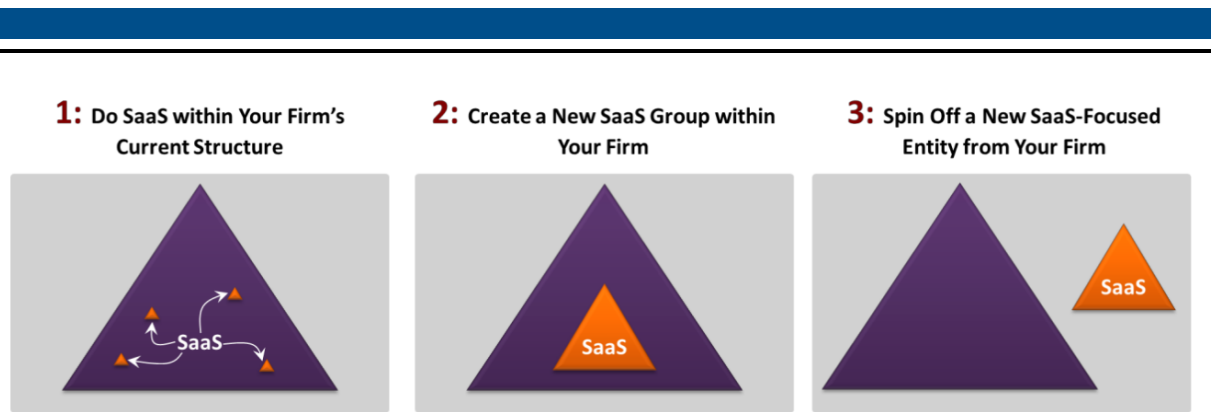 1: Do SaaS within Your Firm's
Current Structure
2: Create a New SaaS Group within
Your Firm
3: Spin Off a New SaaS-Focused
Entity from Your Firm
SaaS
SaaS
SaaS